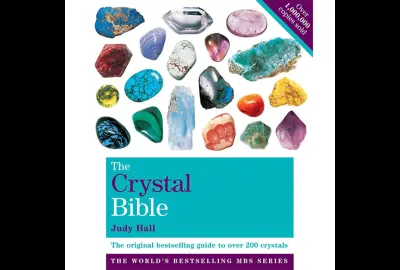 Over
1,000,000
copies sold
The
Crystal
Bible
Judy Hall
The original bestselling guide to over 200 crystals
THE WORLD'S BESTSELLING MBS SERIES